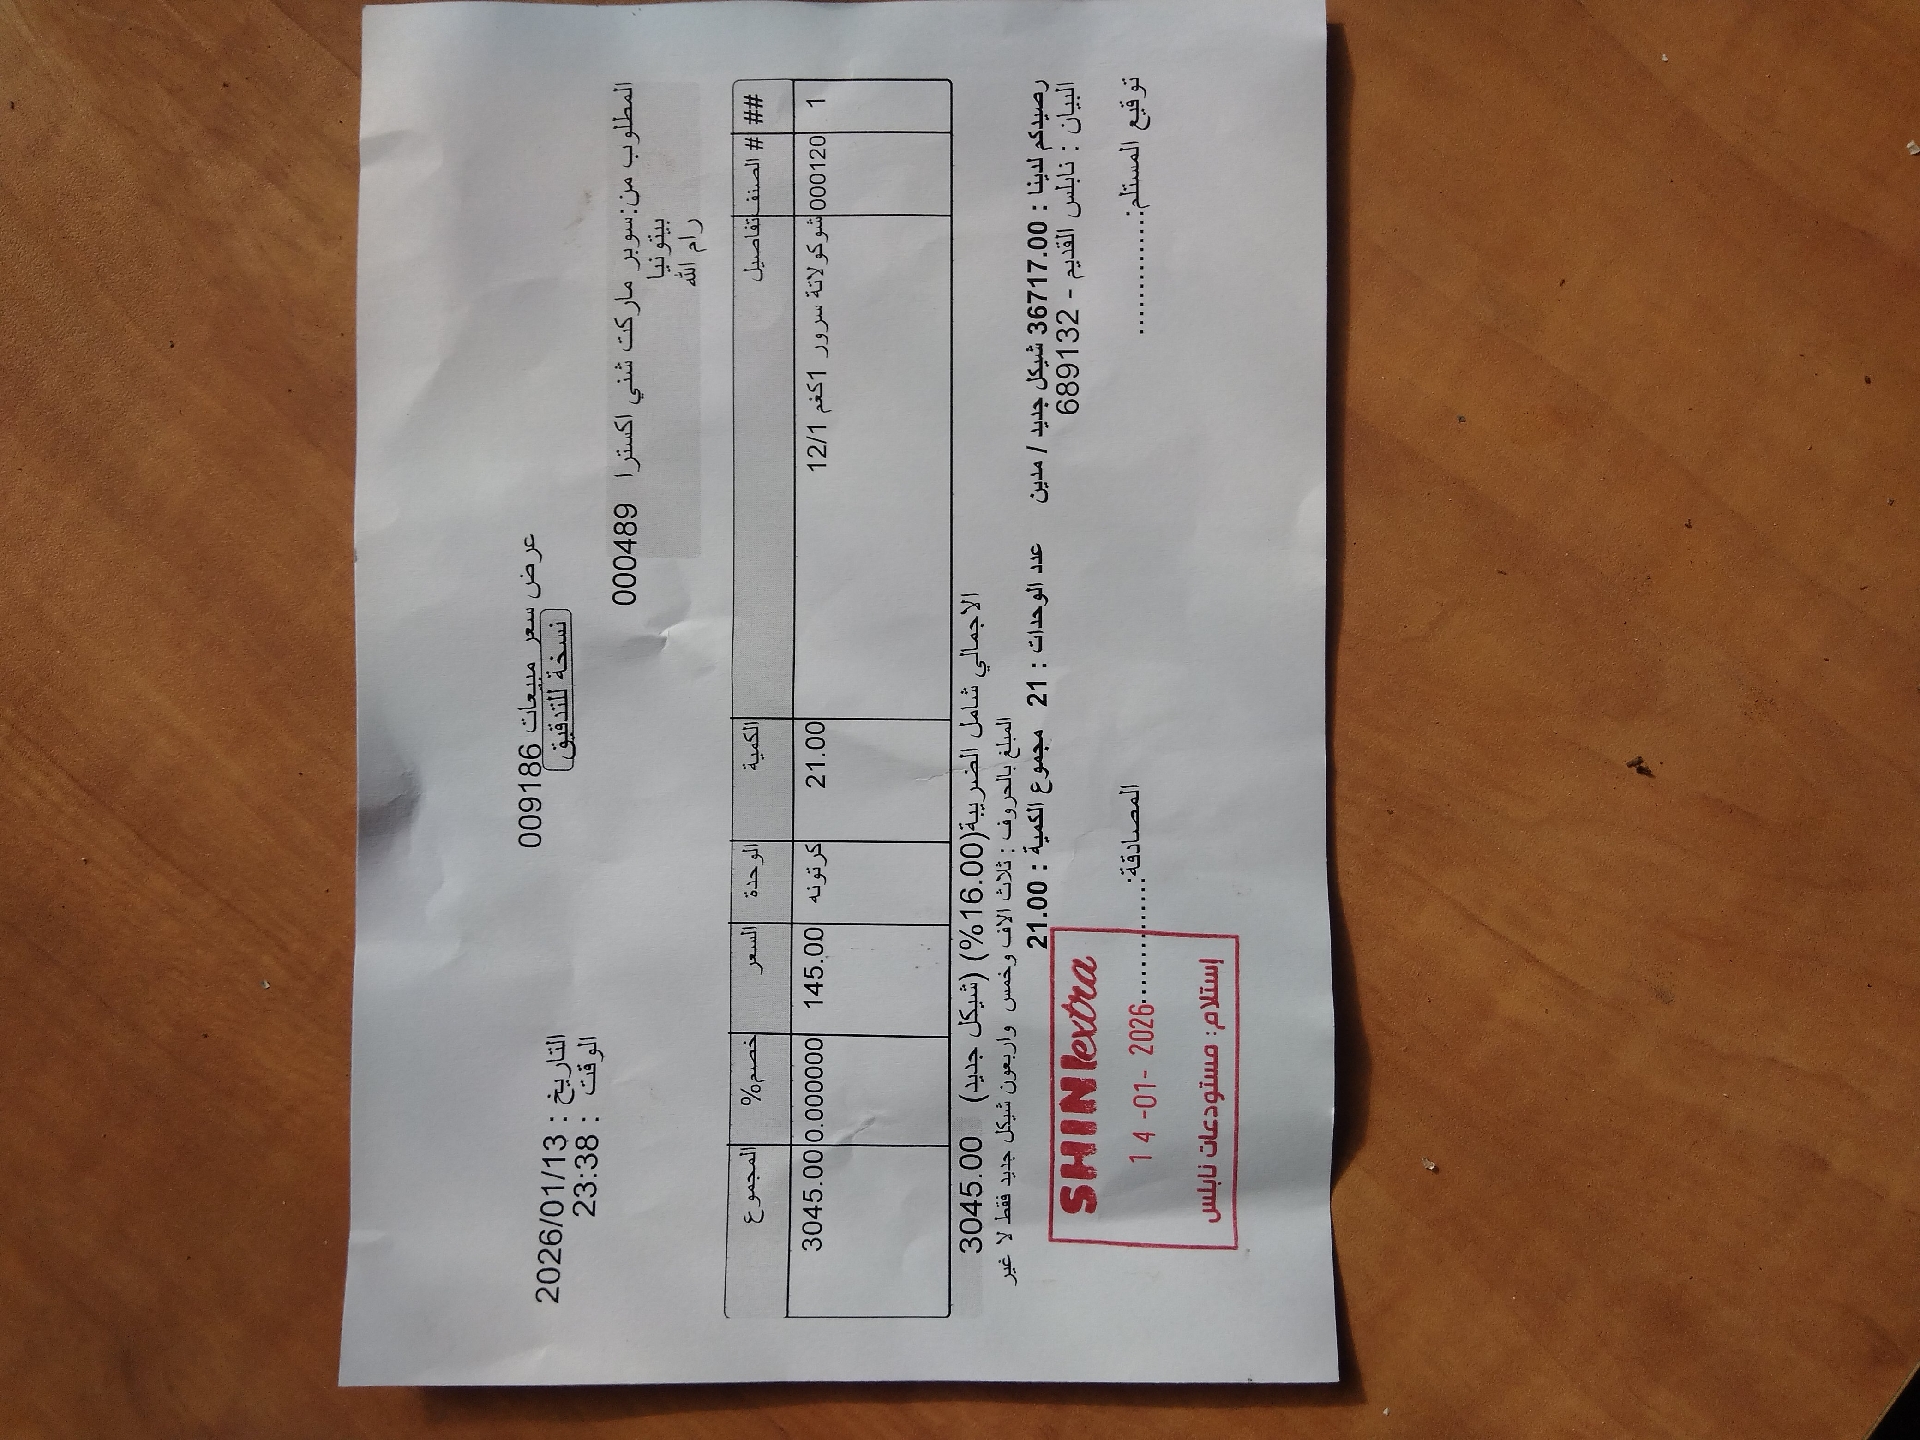 عرض سعر مبيعات 009186
نسخة للتدقيق
التاريخ : 2026/01/13
الوقت : 23:38
المطلوب من:سوبر ماركت شني اكسترا 000489
بيتونيا
رام الله
## # الصنف تفاصيل الكمية الوحدة السعر خصم% المجموع
1 000120 شوكولاتة سرور 1كغم 12/1 21.00 كرتونه 145.00 0.000000 3045.00
الاجمالي شامل الضريبة(16.00%) (شيكل جديد) 3045.00
المبلغ بالحروف : ثلاث الاف وخمس واربعون شيكل جديد فقط لا غير
رصيدكم لدينا : 36717.00 شيكل جديد / مدين عدد الوحدات : 21 مجموع الكمية : 21.00
البيان : نابلس القديم - 689132
توقيع المستلم:............. المصادقة:.............
SHINIextra
14 -01- 2026
إستلام: مستودعات نابلس